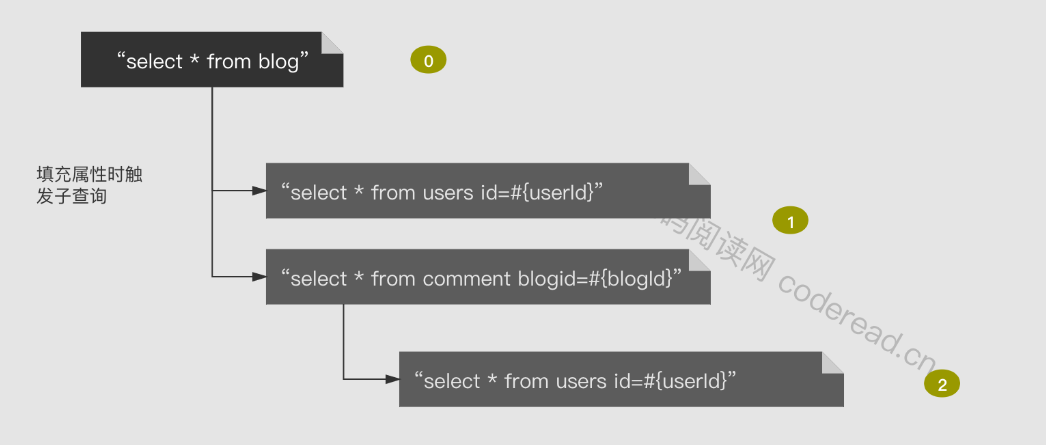 “select * from blog”
0
填充属性时触
发子查询
“select * from users id=#{userId}”
1
码阅读网 coderead.cn
“select * from comment blogid=#{blogId}”
“select * from users id=#{userId}”
2